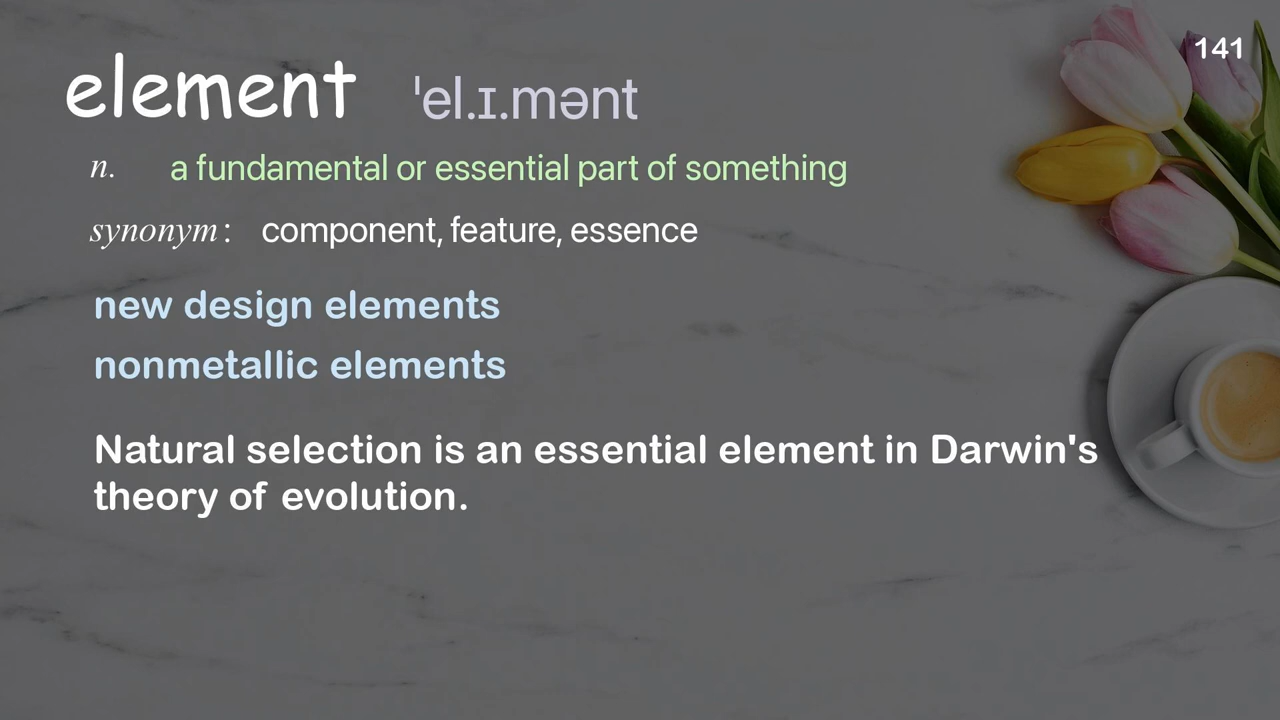 141
element ˈel.ɪ.mənt
n. a fundamental or essential part of something
synonym: component, feature, essence
new design elements
nonmetallic elements
Natural selection is an essential element in Darwin's
theory of evolution.